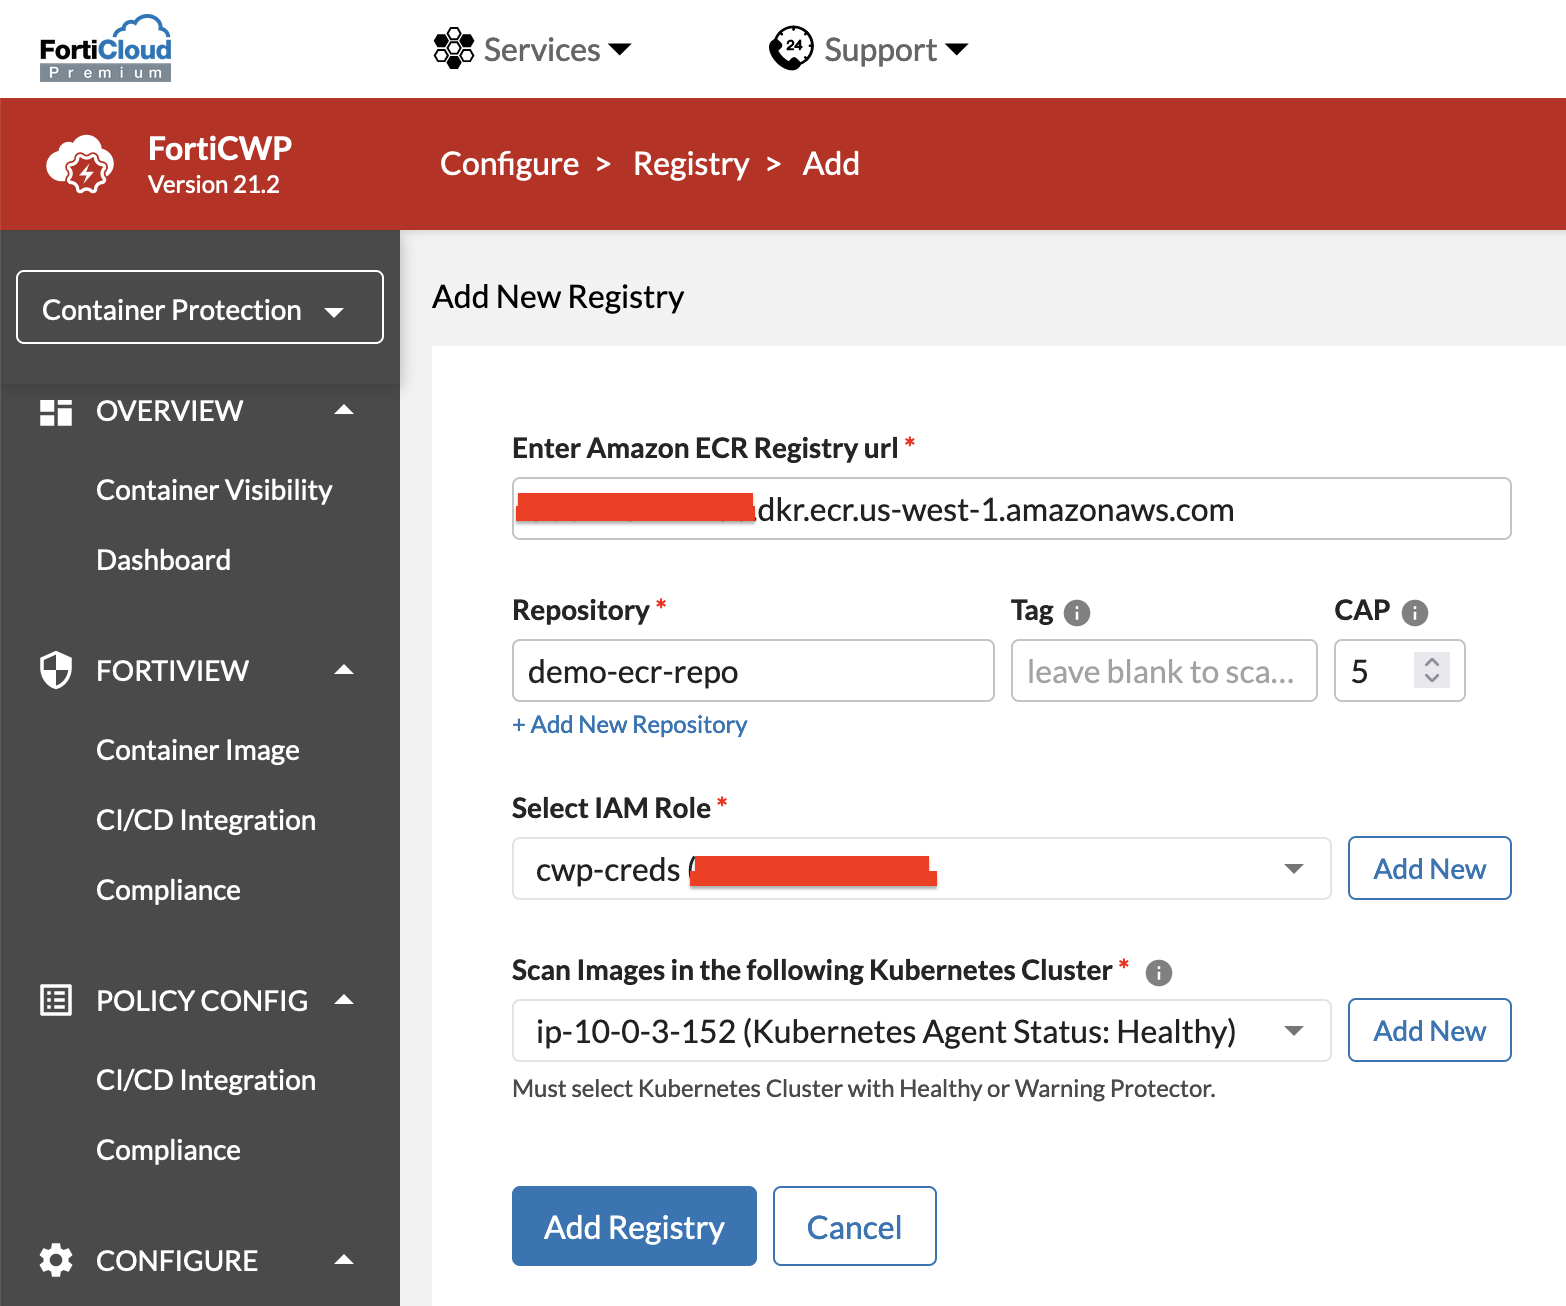 FortiCloud
Premium
Services
24
Support
FortiCWP
Version 21.2
Configure > Registry > Add
Container Protection
OVERVIEW
Container Visibility
Dashboard
FORTIVIEW
Container Image
CI/CD Integration
Compliance
POLICY CONFIG
CI/CD Integration
Compliance
CONFIGURE
Add New Registry
Enter Amazon ECR Registry url *
.dkr.ecr.us-west-1.amazonaws.com
Repository * Tag i CAP i
demo-ecr-repo leave blank to sca... 5
+ Add New Repository
Select IAM Role *
cwp-creds ( Add New
Scan Images in the following Kubernetes Cluster * i
ip-10-0-3-152 (Kubernetes Agent Status: Healthy) Add New
Must select Kubernetes Cluster with Healthy or Warning Protector.
Add Registry Cancel